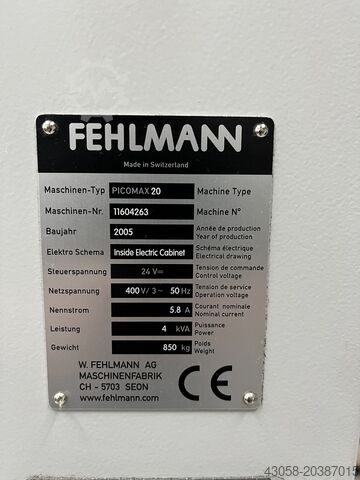 FEHLMANN
Made in Switzerland
Maschinen-Typ PICOMAX 20 Machine Type
Maschinen-Nr. 11604263 Machine N°
Baujahr 2005 Année de production
Year of production
Elektro Schema Inside Electric Cabinet Schéma électrique
Electrical drawing
Steuerspannung 24 V⎓ Tension de commande
Control voltage
Netzspannung 400 V/ 3 ~ 50 Hz Tension de service
Operation voltage
Nennstrom 5.8 A Courant nominale
Nominal current
Leistung 4 kVA Puissance
Power
Gewicht 850 kg Poids
Weight
W. FEHLMANN AG
MASCHINENFABRIK
CH - 5703 SEON
www.fehlmann.com
CE
43058-20387015